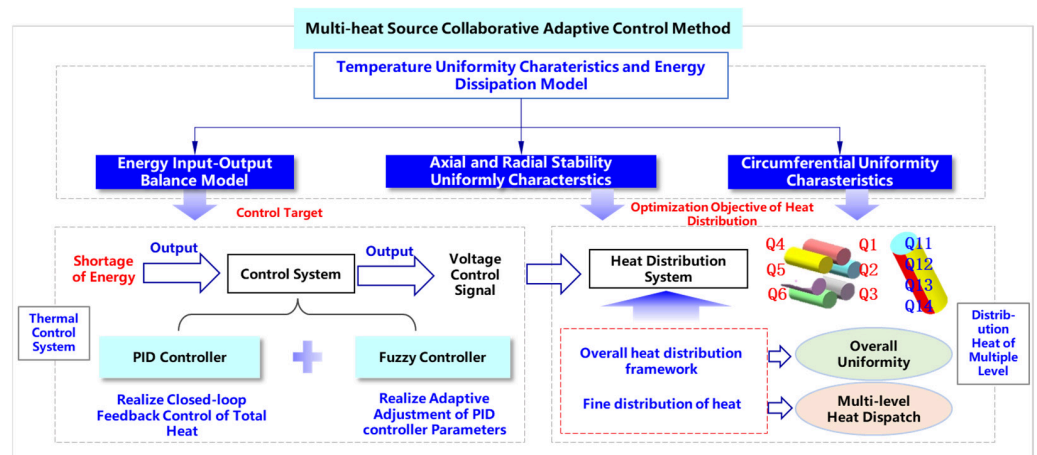 Multi-heat Source Collaborative Adaptive Control Method
Temperature Uniformity Charateristics and Energy
Dissipation Model
Energy Input-Output
Balance Model
Axial and Radial Stability
Uniformly Characterstics
Circumferential Uniformity
Charasteristics
Control Target
Optimization Objective of Heat
Distribution
Shortage
of Energy
Output
Control System
Output
Voltage
Control
Signal
Heat Distribution
System
Q4
Q1
Q11
Q5
Q2
Q12
Q6
Q3
Q13
Q14
Thermal
Control
System
PID Controller
Fuzzy Controller
Realize Closed-loop
Feedback Control of Total
Heat
Realize Adaptive
Adjustment of PID
controller Parameters
Overall heat distribution
framework
Fine distribution of heat
Overall
Uniformity
Multi-level
Heat Dispatch
Distrib-
ution
Heat of
Multiple
Level